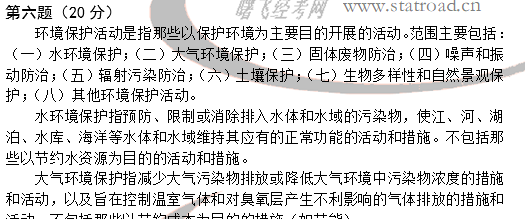 曙飞经考网
www.statroad.cn
第六题（20 分）
环境保护活动是指那些以保护环境为主要目的开展的活动。范围主要包括：
（一）水环境保护；（二）大气环境保护；（三）固体废物防治；（四）噪声和振
动防治；（五）辐射污染防治；（六）土壤保护；（七）生物多样性和自然景观保
护；（八）其他环境保护活动。
水环境保护指预防、限制或消除排入水体和水域的污染物，使江、河、湖
泊、水库、海洋等水体和水域维持其应有的正常功能的活动和措施。不包括那
些以节约水资源为目的的活动和措施。
大气环境保护指减少大气污染物排放或降低大气环境中污染物浓度的措施
和活动，以及旨在控制温室气体和对臭氧层产生不利影响的气体排放的措施和
活动。不包括那些以节约成本为目的的措施（如节能）